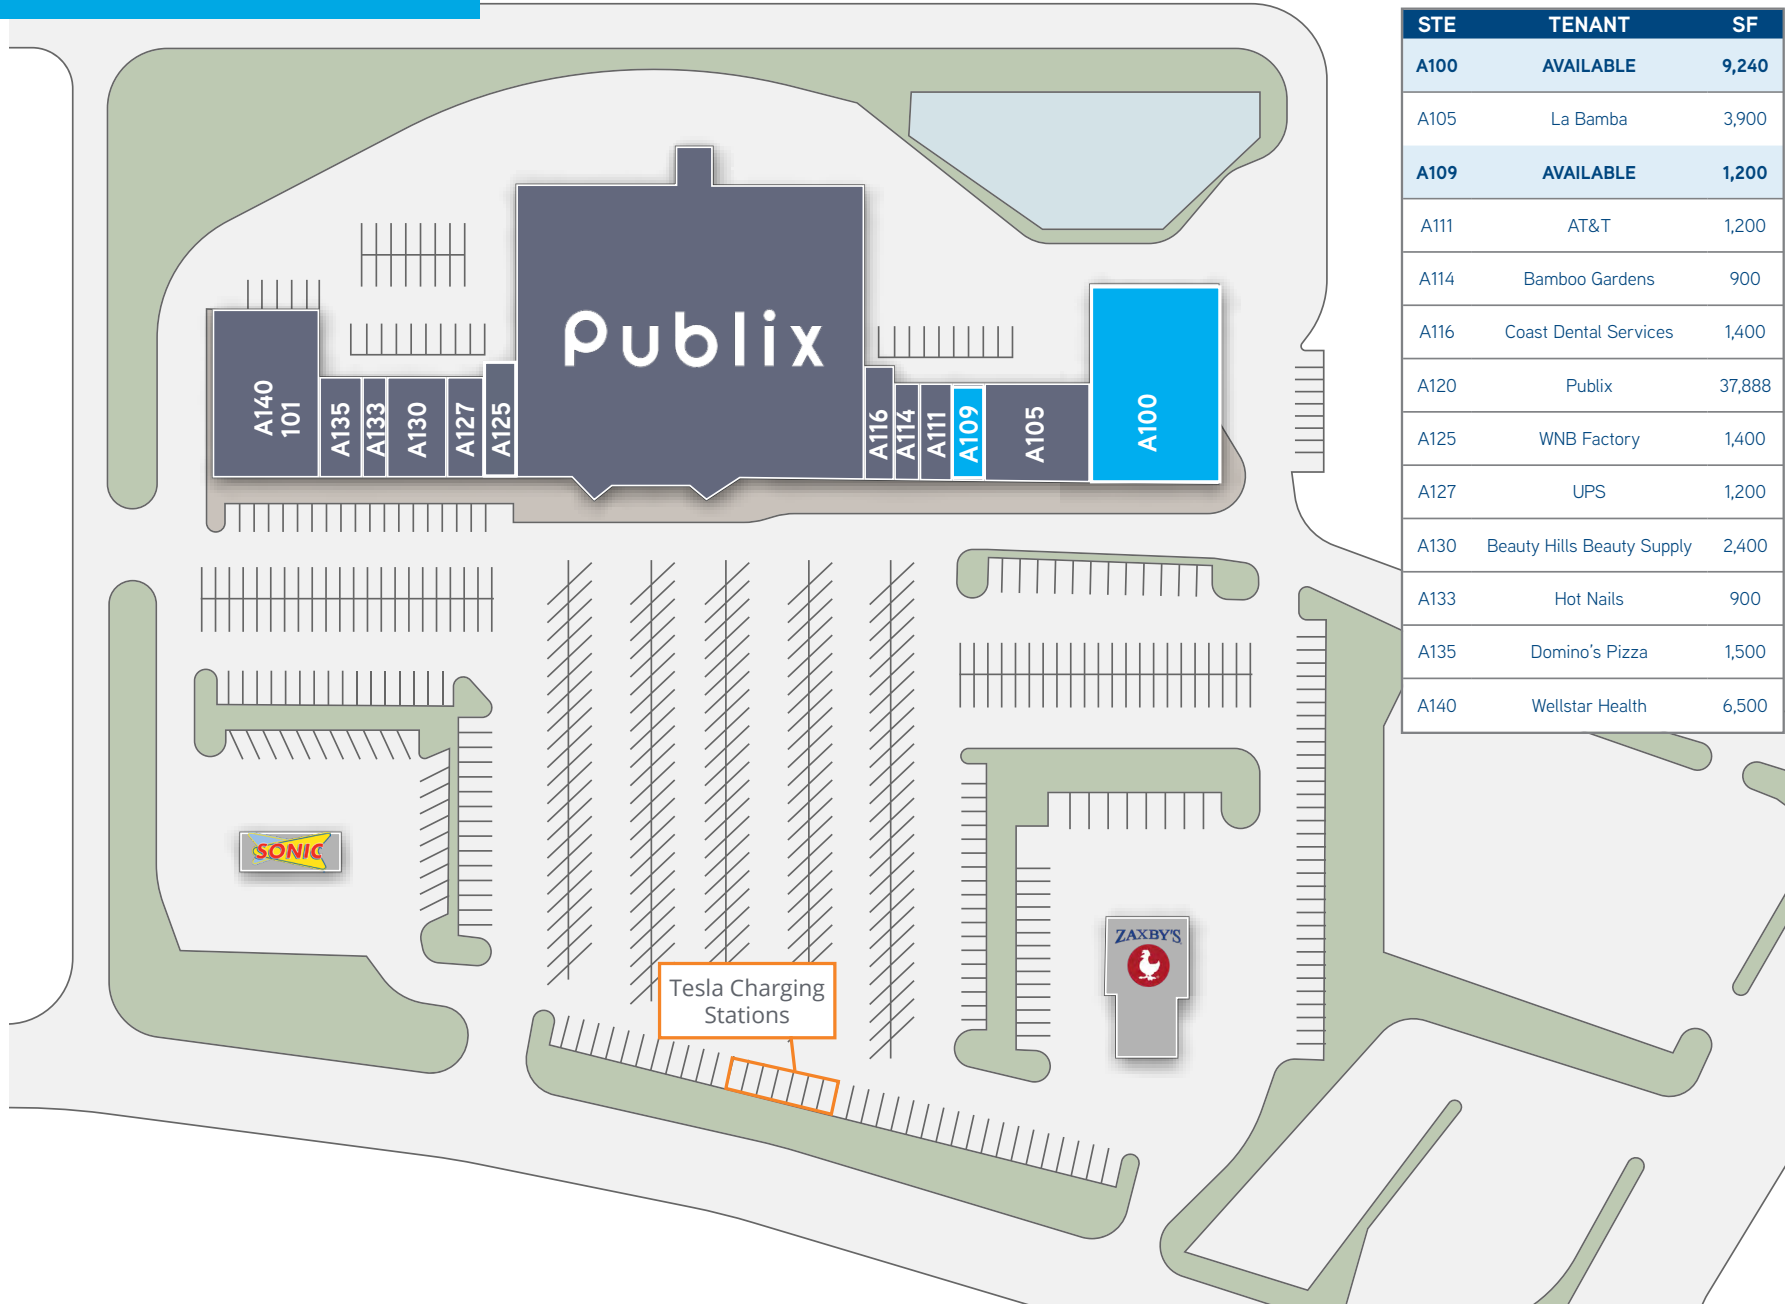 STE TENANT SF
A100 AVAILABLE 9,240
A105 La Bamba 3,900
A109 AVAILABLE 1,200
A111 AT&T 1,200
A114 Bamboo Gardens 900
A116 Coast Dental Services 1,400
A120 Publix 37,888
A125 WNB Factory 1,400
A127 UPS 1,200
A130 Beauty Hills Beauty Supply 2,400
A133 Hot Nails 900
A135 Domino's Pizza 1,500
A140 Wellstar Health 6,500
Publix
A140
101
A135
A133
A130
A127
A125
A116
A114
A111
A109
A105
A100
SONIC
ZAXBY'S
Tesla Charging
Stations